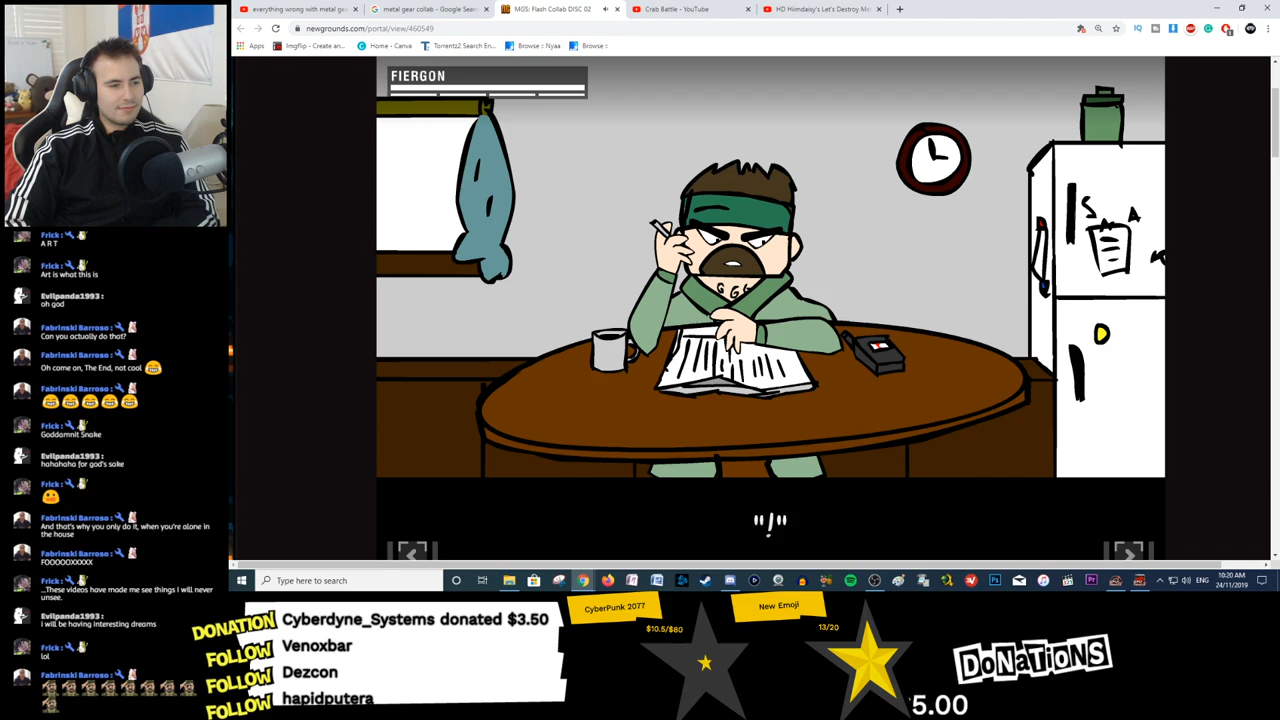 everything wrong with metal gea
metal gear collab - Google Sear
MGS: Flash Collab DISC 02
Crab Battle - YouTube
HD Hiimdaisy's Let's Destroy M
newgrounds.com/portal/view/460549
Apps
Imgflip - Create an...
Home - Canva
Torrentz2 Search En...
Browse :: Nyaa
Browse ::
FIERGON
S A
"!"
Frick :
A R T
Frick :
Art is what this is
Evilpanda1993 :
oh god
Fabrinski Barroso :
Can you actually do that?
Fabrinski Barroso :
Oh come on, The End, not cool
Fabrinski Barroso :
Frick :
Goddamnit Snake
Evilpanda1993 :
hahahaha for god's sake
Frick :
Fabrinski Barroso :
And that's why you only do it, when you're alone in
the house
Fabrinski Barroso :
FOOOOOXXXXX
Frick :
...These videos have made me see things I will never
unsee.
Evilpanda1993 :
I will be having interesting dreams
Frick :
lol
Fabrinski Barroso :
Type here to search
ENG
10:20 AM
24/11/2019
DONATION
Cyberdyne_Systems donated $3.50
FOLLOW
Venoxbar
FOLLOW
Dezcon
FOLLOW
hapidputera
CyberPunk 2077
$10.5/$80
New Emoji
13/20
DONATIONS
5.00